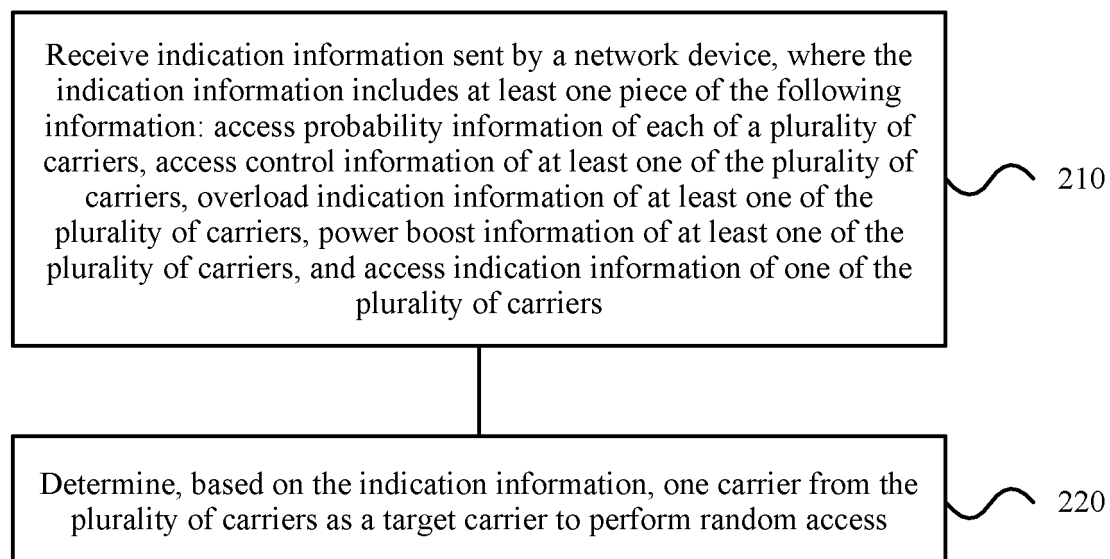 Receive indication information sent by a network device, where the
indication information includes at least one piece of the following
information: access probability information of each of a plurality of
carriers, access control information of at least one of the plurality of
carriers, overload indication information of at least one of the
plurality of carriers, power boost information of at least one of the
plurality of carriers, and access indication information of one of the
plurality of carriers
210
Determine, based on the indication information, one carrier from the
plurality of carriers as a target carrier to perform random access
220